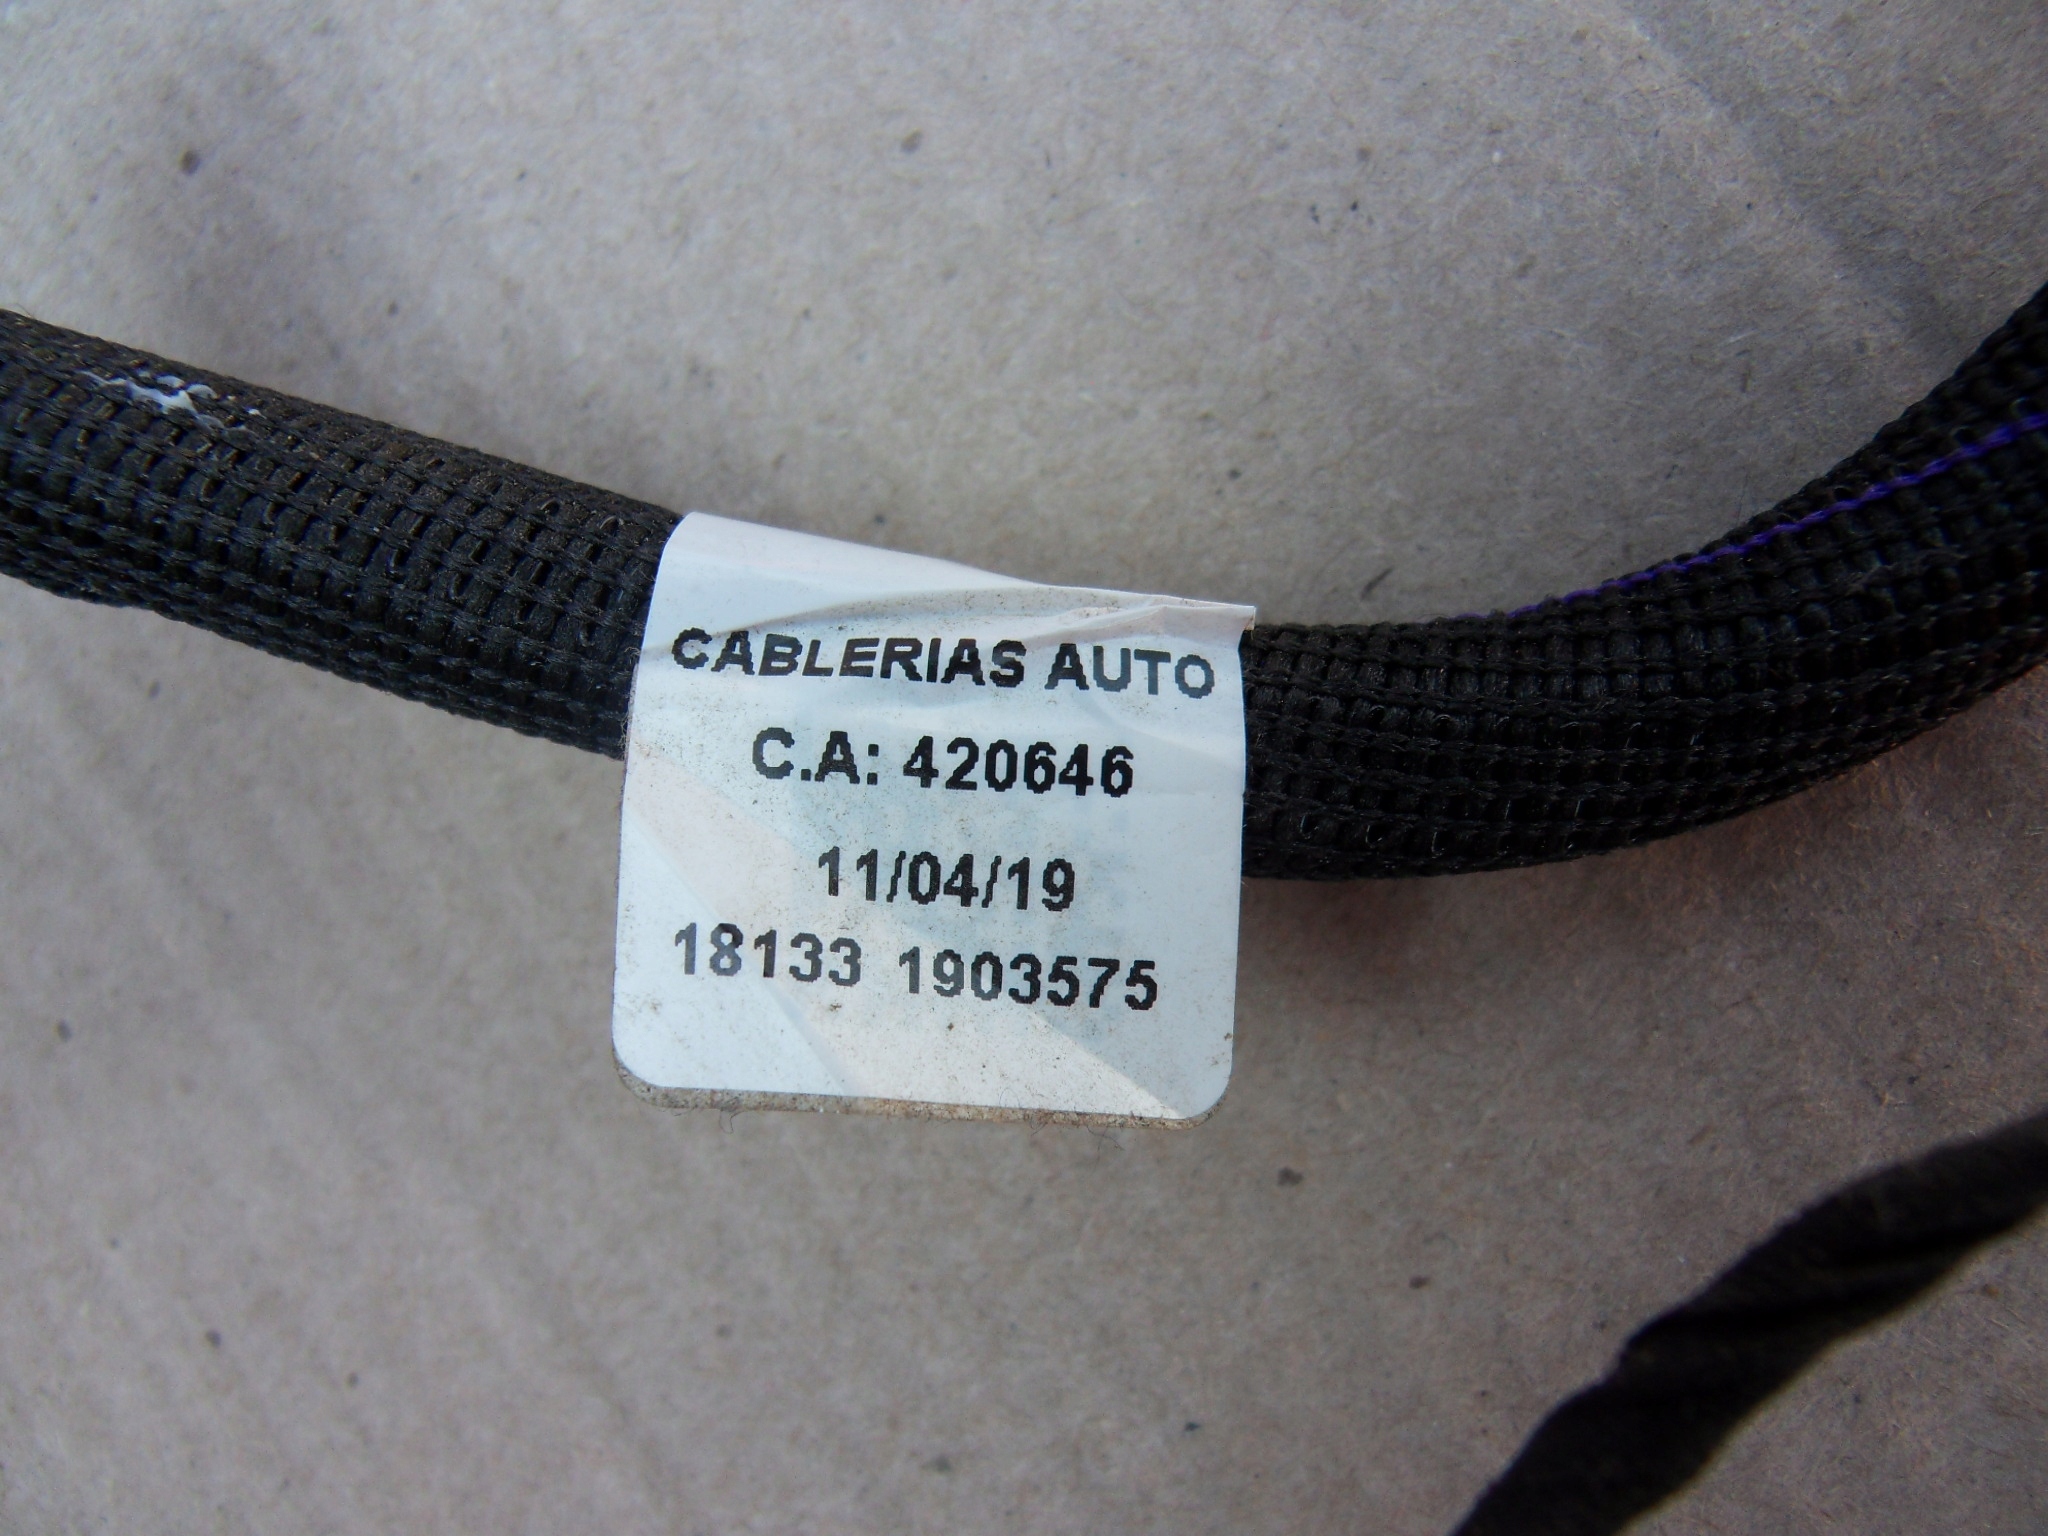 CABLERIAS AUTO
C.A: 420646
11/04/19
18133 1903575